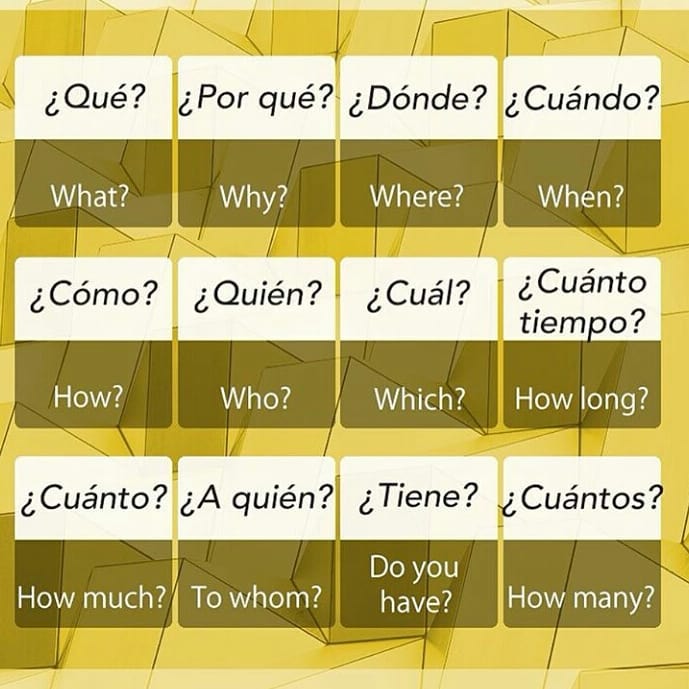 ¿Qué?
What?
¿Por qué?
Why?
¿Dónde?
Where?
¿Cuándo?
When?
¿Cómo?
How?
¿Quién?
Who?
¿Cuál?
Which?
¿Cuánto
tiempo?
How long?
¿Cuánto?
How much?
¿A quién?
To whom?
¿Tiene?
Do you
have?
¿Cuántos?
How many?